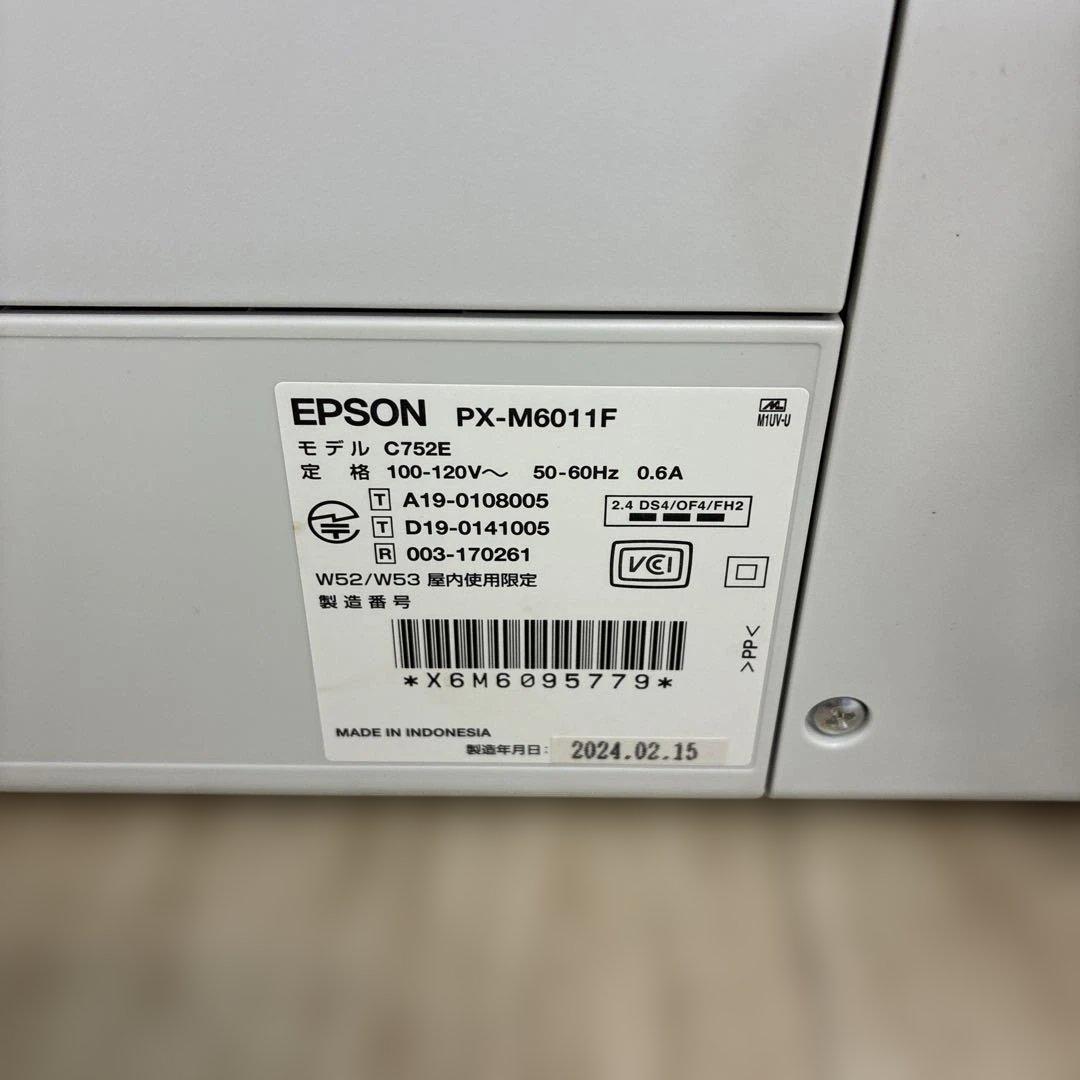 EPSON PX-M6011F
M1UV-U
モデル C752E
定 格 100-120V～ 50-60Hz 0.6A
T A19-0108005
2.4 DS4/OF4/FH2
T D19-0141005
R 003-170261
VCCI
W52/W53 屋内使用限定
製造番号
>PP<
*X6M6095779*
MADE IN INDONESIA
製造年月日: 2024.02.15